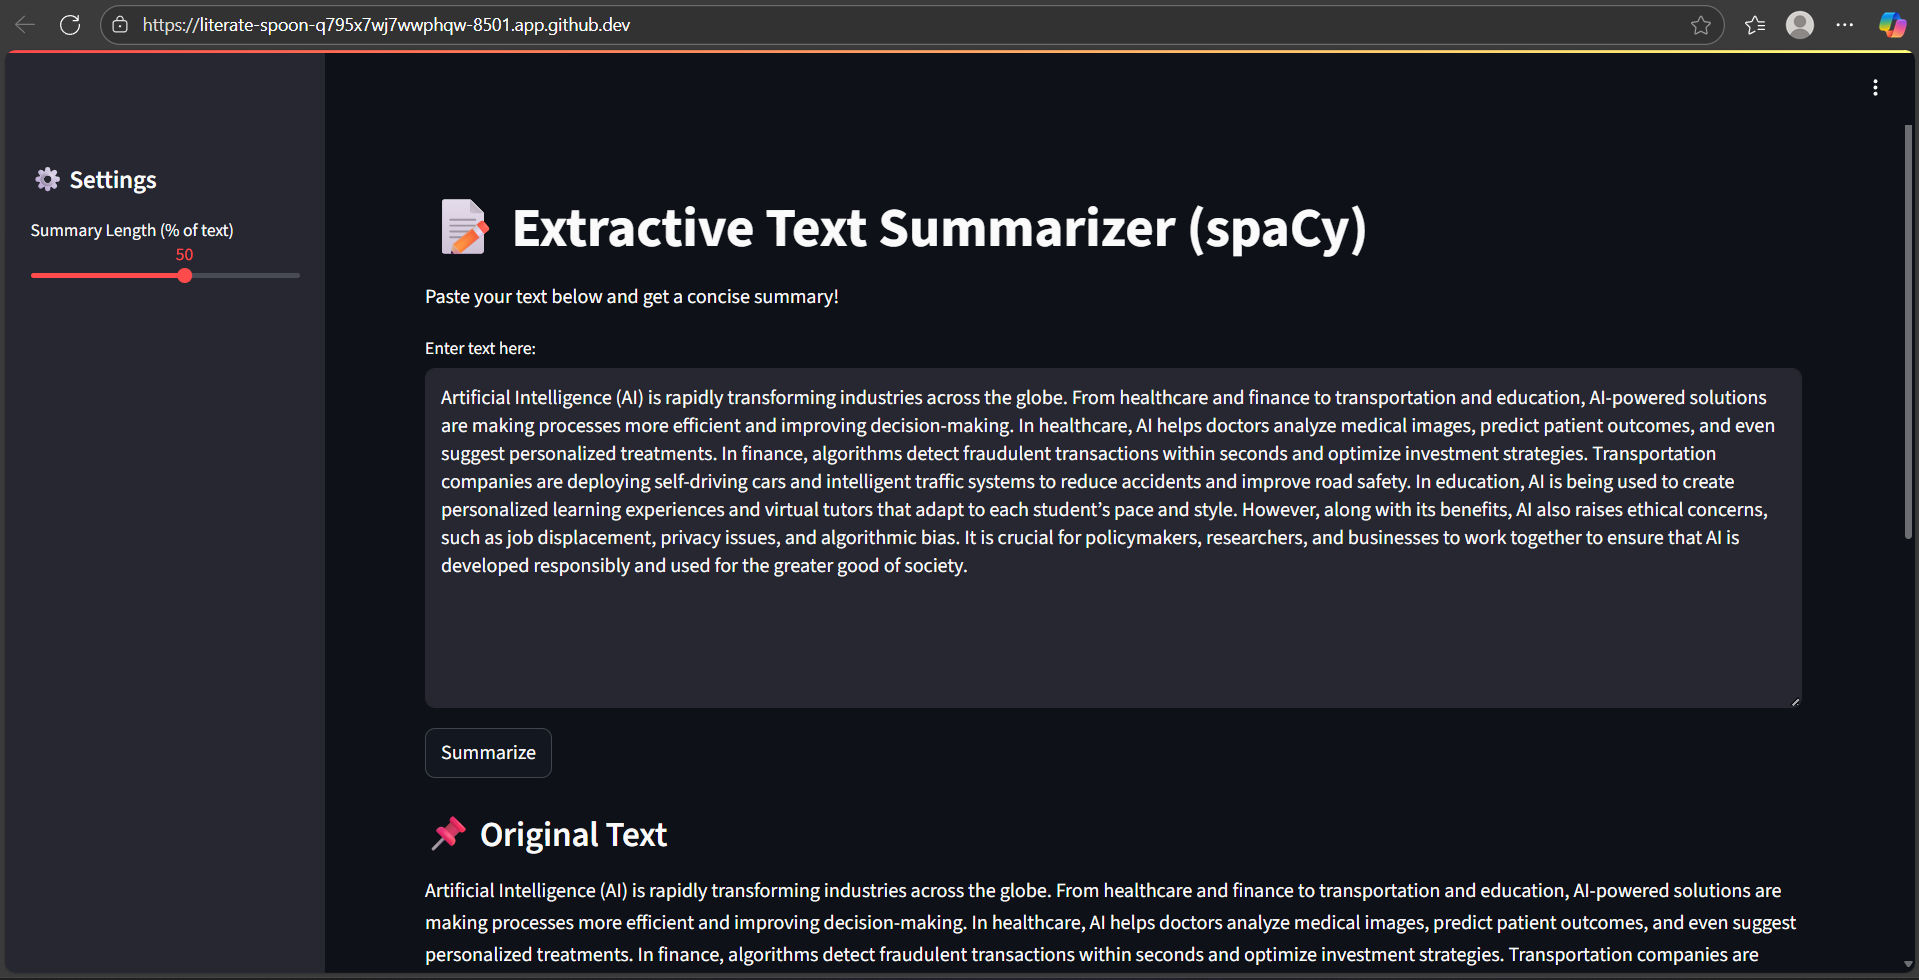 https://literate-spoon-q795x7wj7wwphqw-8501.app.github.dev
Settings
Summary Length (% of text)
50
Extractive Text Summarizer (spaCy)
Paste your text below and get a concise summary!
Enter text here:
Artificial Intelligence (AI) is rapidly transforming industries across the globe. From healthcare and finance to transportation and education, AI-powered solutions
are making processes more efficient and improving decision-making. In healthcare, AI helps doctors analyze medical images, predict patient outcomes, and even
suggest personalized treatments. In finance, algorithms detect fraudulent transactions within seconds and optimize investment strategies. Transportation
companies are deploying self-driving cars and intelligent traffic systems to reduce accidents and improve road safety. In education, AI is being used to create
personalized learning experiences and virtual tutors that adapt to each student’s pace and style. However, along with its benefits, AI also raises ethical concerns,
such as job displacement, privacy issues, and algorithmic bias. It is crucial for policymakers, researchers, and businesses to work together to ensure that AI is
developed responsibly and used for the greater good of society.
Summarize
Original Text
Artificial Intelligence (AI) is rapidly transforming industries across the globe. From healthcare and finance to transportation and education, AI-powered solutions are
making processes more efficient and improving decision-making. In healthcare, AI helps doctors analyze medical images, predict patient outcomes, and even suggest
personalized treatments. In finance, algorithms detect fraudulent transactions within seconds and optimize investment strategies. Transportation companies are